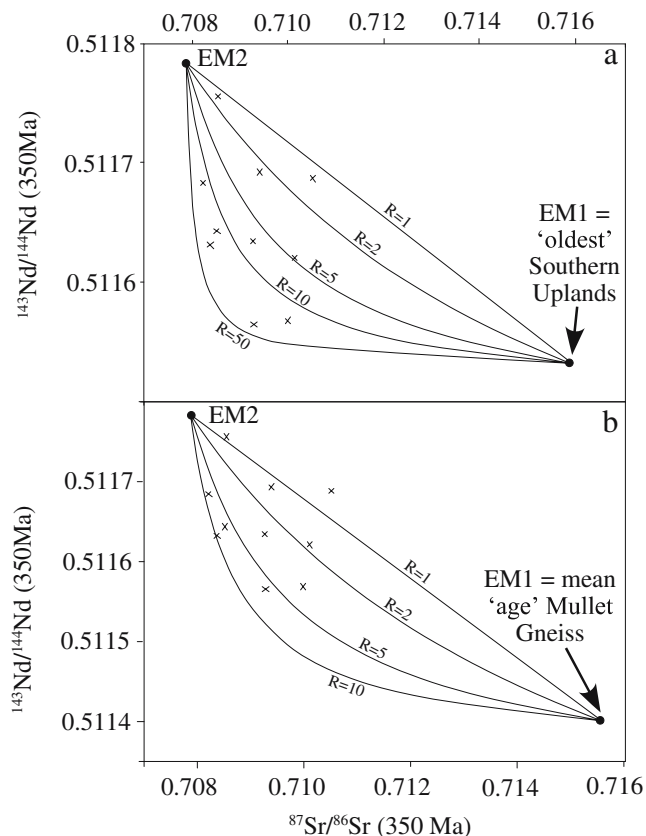 0.708 0.710 0.712 0.714 0.716
0.5118
EM2
a
0.5117
0.5116
¹⁴³Nd/¹⁴⁴Nd (350Ma)
R=1
R=2
R=5
R=10
R=50
EM1 =
‘oldest’
Southern
Uplands
EM2
b
0.5117
0.5116
0.5115
0.5114
¹⁴³Nd/¹⁴⁴Nd (350Ma)
R=1
R=2
R=5
R=10
EM1 = mean
‘age’ Mullet
Gneiss
0.708 0.710 0.712 0.714 0.716
⁸⁷Sr/⁸⁶Sr (350 Ma)